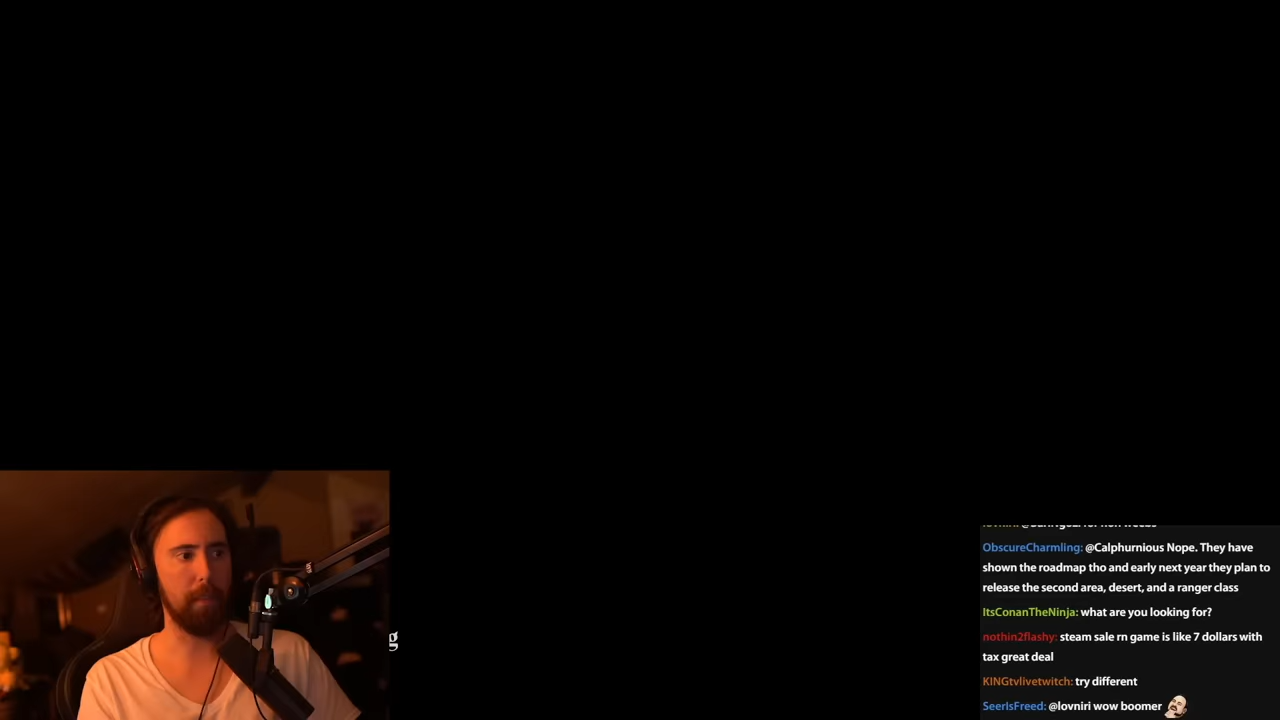 ObscureCharmling: @Calphurnious Nope. They have
shown the roadmap tho and early next year they plan to
release the second area, desert, and a ranger class
ItsConanTheNinja: what are you looking for?
nothin2flashy: steam sale rn game is like 7 dollars with
tax great deal
KINGtvlivetwitch: try different
SeerIsFreed: @lovniri wow boomer
g